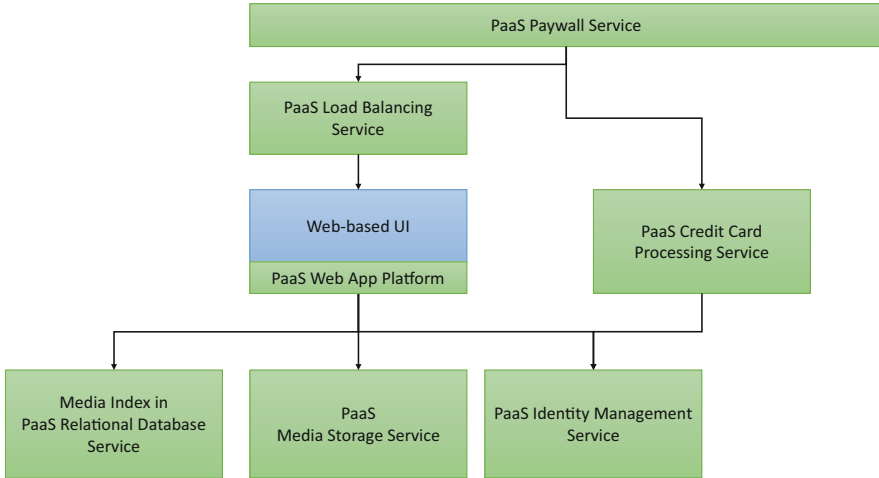 PaaS Paywall Service
PaaS Load Balancing
Service
Web-based UI
PaaS Web App Platform
PaaS Credit Card
Processing Service
Media Index in
PaaS Relational Database
Service
PaaS
Media Storage Service
PaaS Identity Management
Service